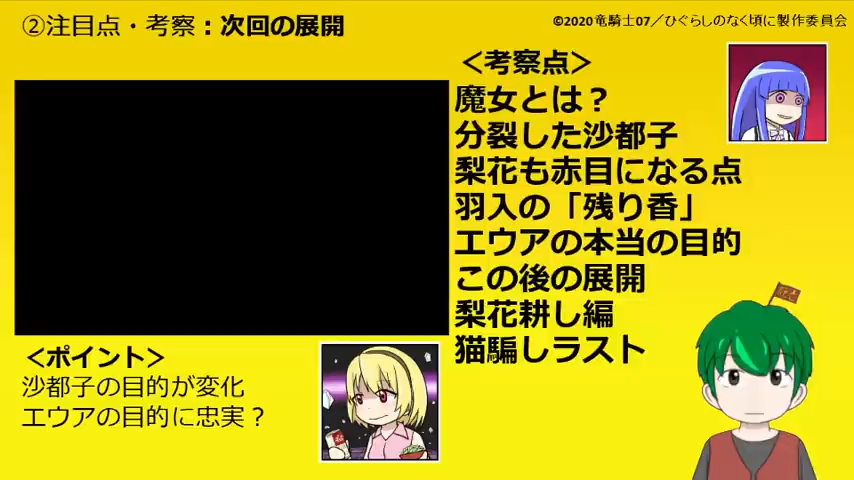 ②注目点・考察：次回の展開
©2020竜騎士07／ひぐらしのなく頃に製作委員会
＜考察点＞
魔女とは？
分裂した沙都子
梨花も赤目になる点
羽入の「残り香」
エウアの本当の目的
この後の展開
梨花耕し編
猫騙しラスト
＜ポイント＞
沙都子の目的が変化
エウアの目的に忠実？